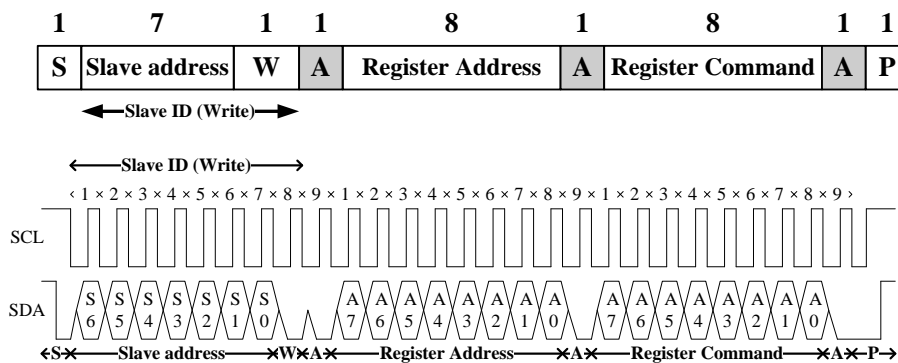 1 7 1 1 8 1 8 1 1
S Slave address W A Register Address A Register Command A P
Slave ID (Write)
Slave ID (Write)
1 2 3 4 5 6 7 8 9 1 2 3 4 5 6 7 8 9 1 2 3 4 5 6 7 8 9
SCL
SDA S6 S5 S4 S3 S2 S1 S0 A7 A6 A5 A4 A3 A2 A1 A0 A7 A6 A5 A4 A3 A2 A1 A0
S Slave address W A Register Address A Register Command A P